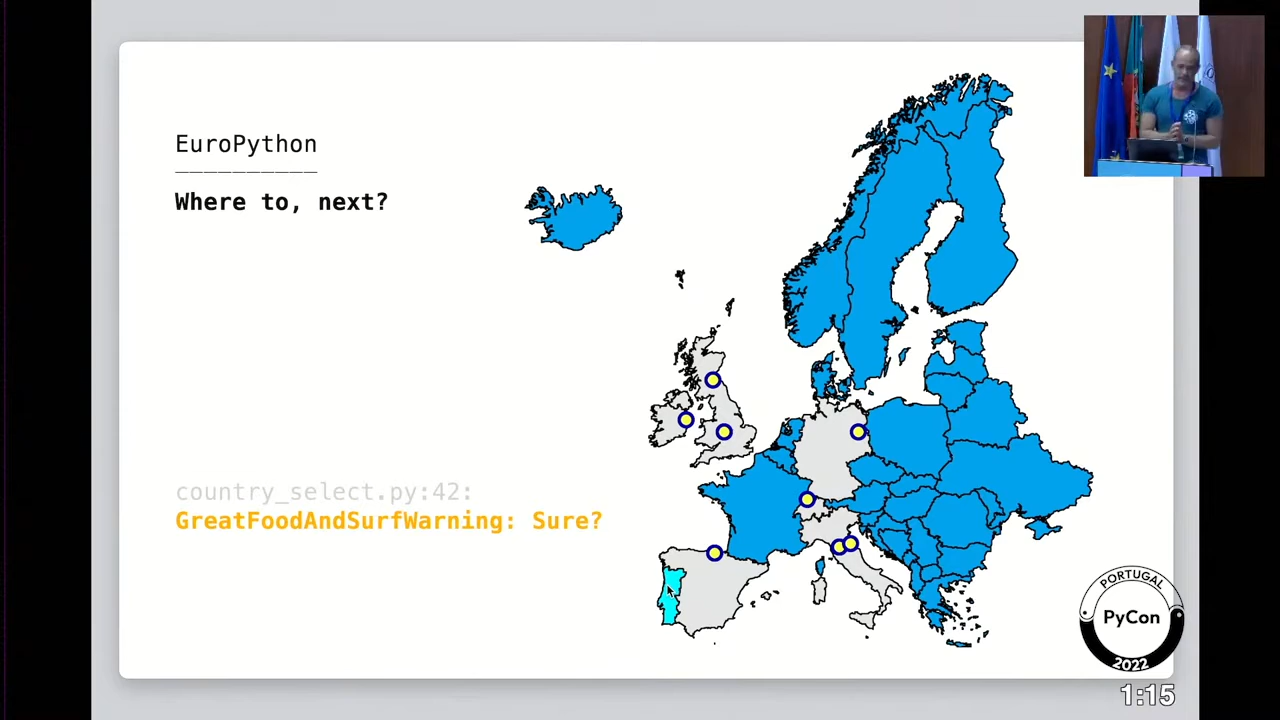 EuroPython
Where to, next?
country_select.py:42:
GreatFoodAndSurfWarning: Sure?
PORTUGAL
PyCon
2022
1:15